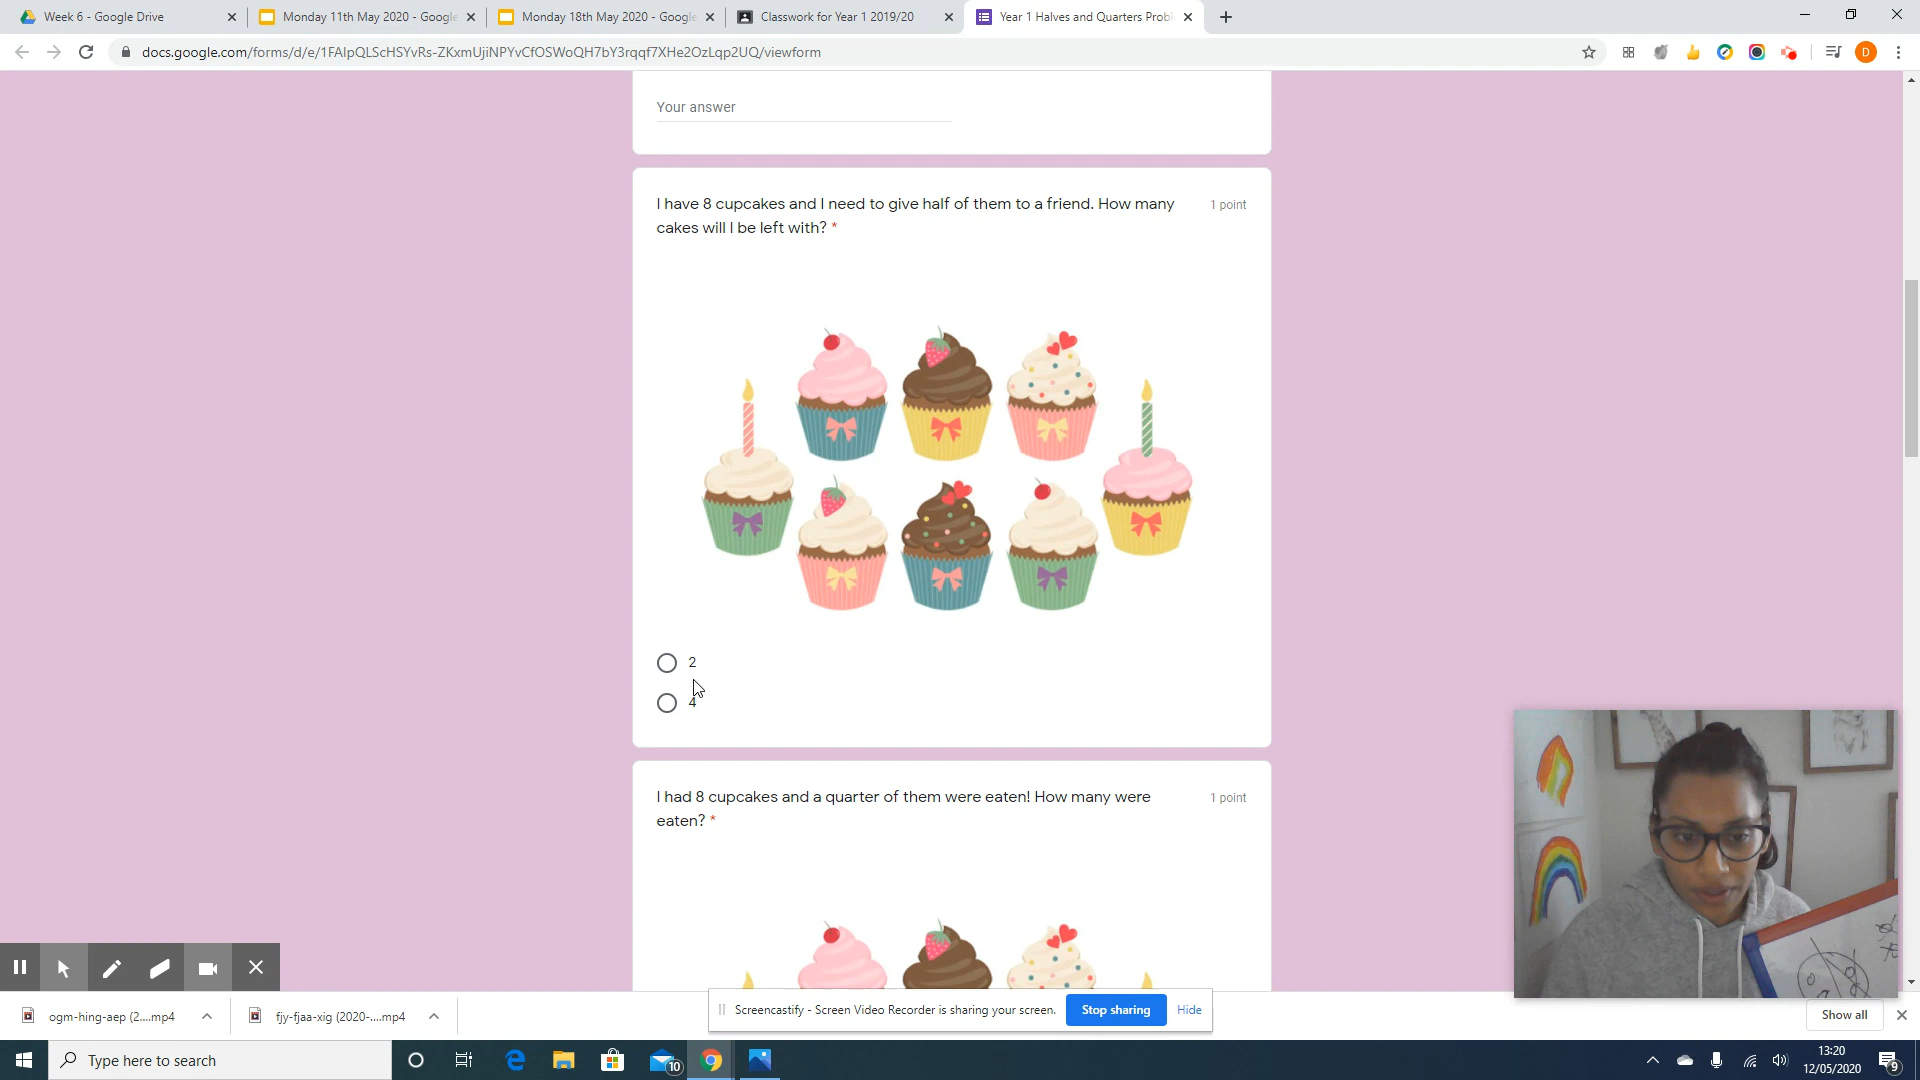 Week 6 - Google Drive
Monday 11th May 2020 - Google
Monday 18th May 2020 - Google
Classwork for Year 1 2019/20
Year 1 Halves and Quarters Probl
docs.google.com/forms/d/e/1FAIpQLScHSYvRs-ZKxmUjiNPYvCfOSWoQH7bY3rqqf7XHe2OzLqp2UQ/viewform
D
Your answer
I have 8 cupcakes and I need to give half of them to a friend. How many
cakes will I be left with? *
1 point
2
4
I had 8 cupcakes and a quarter of them were eaten! How many were
eaten? *
1 point
Screencastify - Screen Video Recorder is sharing your screen.
Stop sharing
Hide
ogm-hing-aep (2....mp4
fjy-fjaa-xig (2020-....mp4
Show all
Type here to search
10
13:20
12/05/2020
9